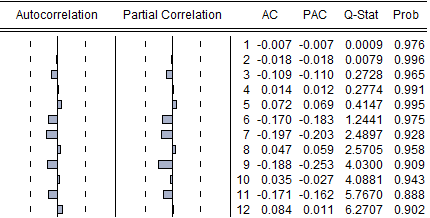 Autocorrelation Partial Correlation AC PAC Q-Stat Prob
1 -0.007 -0.007 0.0009 0.976
2 -0.018 -0.018 0.0079 0.996
3 -0.109 -0.110 0.2728 0.965
4 0.014 0.012 0.2774 0.991
5 0.072 0.069 0.4147 0.995
6 -0.170 -0.183 1.2441 0.975
7 -0.197 -0.203 2.4897 0.928
8 0.047 0.059 2.5705 0.958
9 -0.188 -0.253 4.0300 0.909
10 0.035 -0.027 4.0881 0.943
11 -0.171 -0.162 5.7670 0.888
12 0.084 0.011 6.2707 0.902